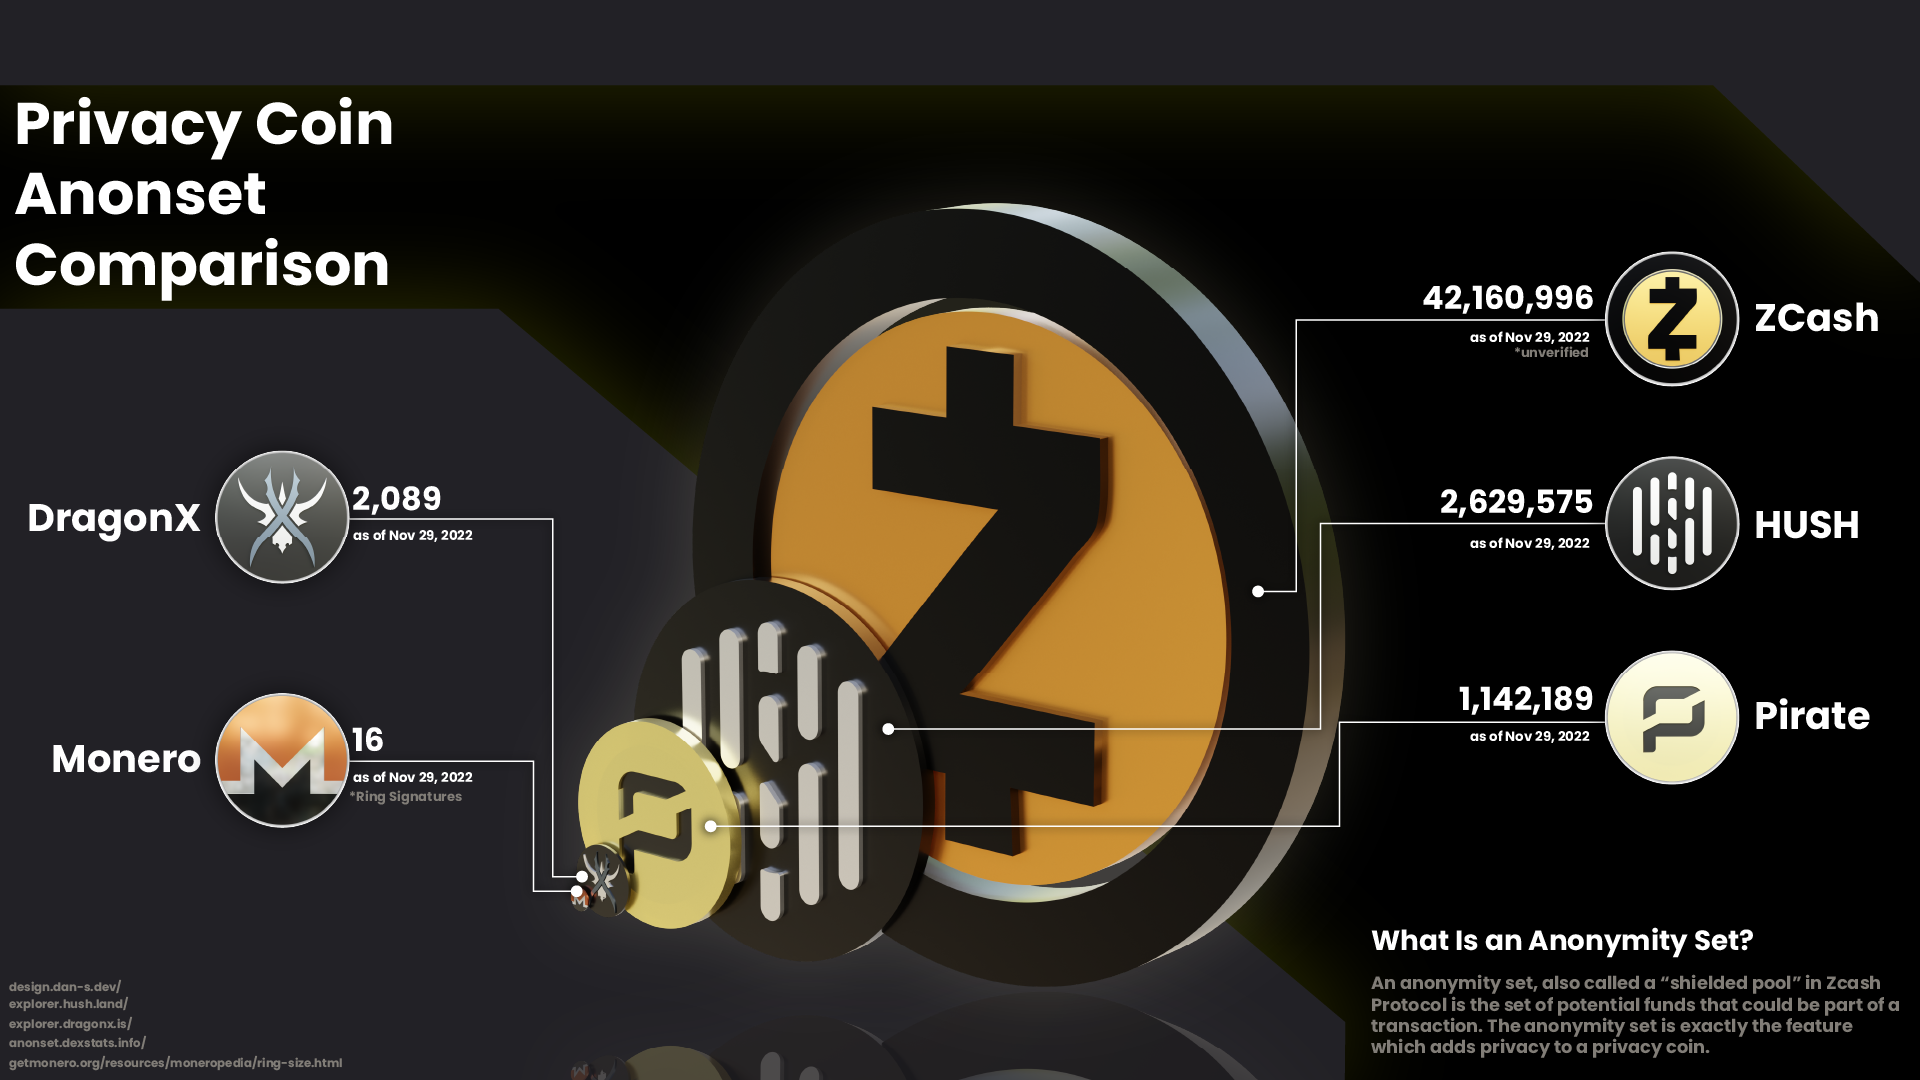 Privacy Coin
Anonset
Comparison
DragonX
2,089
as of Nov 29, 2022
Monero
16
as of Nov 29, 2022
*Ring Signatures
42,160,996
as of Nov 29, 2022
*unverified
ZCash
2,629,575
as of Nov 29, 2022
HUSH
1,142,189
as of Nov 29, 2022
Pirate
What Is an Anonymity Set?
An anonymity set, also called a “shielded pool” in Zcash
Protocol is the set of potential funds that could be part of a
transaction. The anonymity set is exactly the feature
which adds privacy to a privacy coin.
design.dan-s.dev/
explorer.hush.land/
explorer.dragonx.is/
anonset.dexstats.info/
getmonero.org/resources/moneropedia/ring-size.html